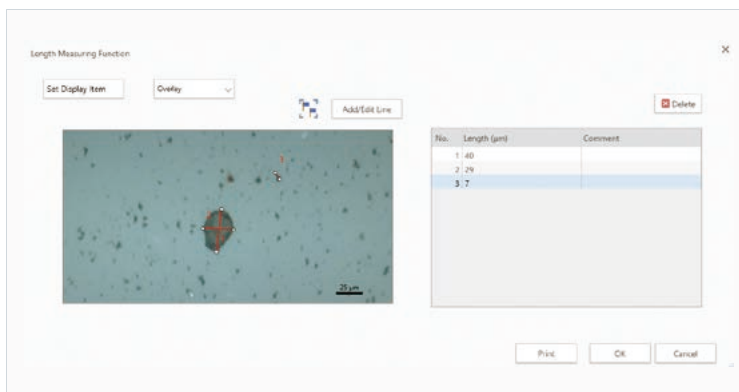 Length Measuring Function
Set Display Item
Overlay
Add/Edit Line
Delete
No. Length (µm) Comment
1 40
2 29
3 7
25 µm
Print
OK
Cancel